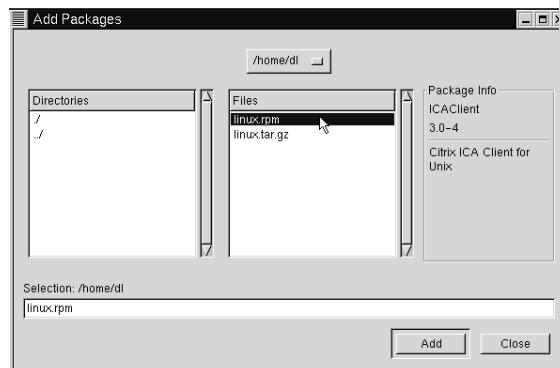 Add Packages
/home/dl
Directories
./
../
Files
linux.rpm
linux.tar.gz
Package Info
ICAClient
3.0-4
Citrix ICA Client for
Unix
Selection: /home/dl
linux.rpm
Add
Close